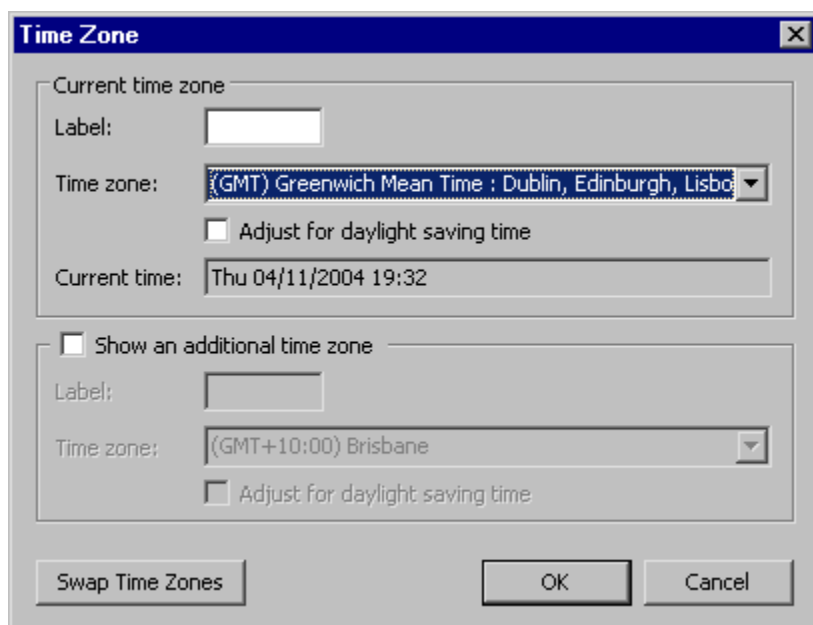 Time Zone
Current time zone
Label:
Time zone: (GMT) Greenwich Mean Time : Dublin, Edinburgh, Lisbo
Adjust for daylight saving time
Current time: Thu 04/11/2004 19:32
Show an additional time zone
Label:
Time zone: (GMT+10:00) Brisbane
Adjust for daylight saving time
Swap Time Zones OK Cancel